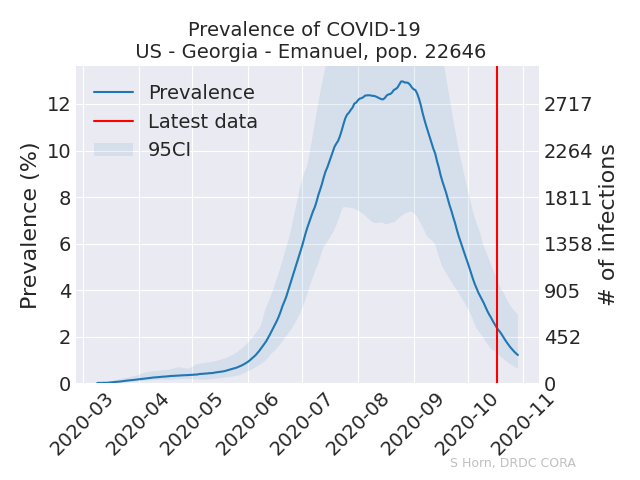 Prevalence of COVID-19
US - Georgia - Emanuel, pop. 22646
Prevalence
Latest data
95CI
Prevalence (%)
12
10
8
6
4
2
0
2717
2264
1811
1358
905
452
0
# of infections
2020-03
2020-04
2020-05
2020-06
2020-07
2020-08
2020-09
2020-10
2020-11
S Horn, DRDC CORA